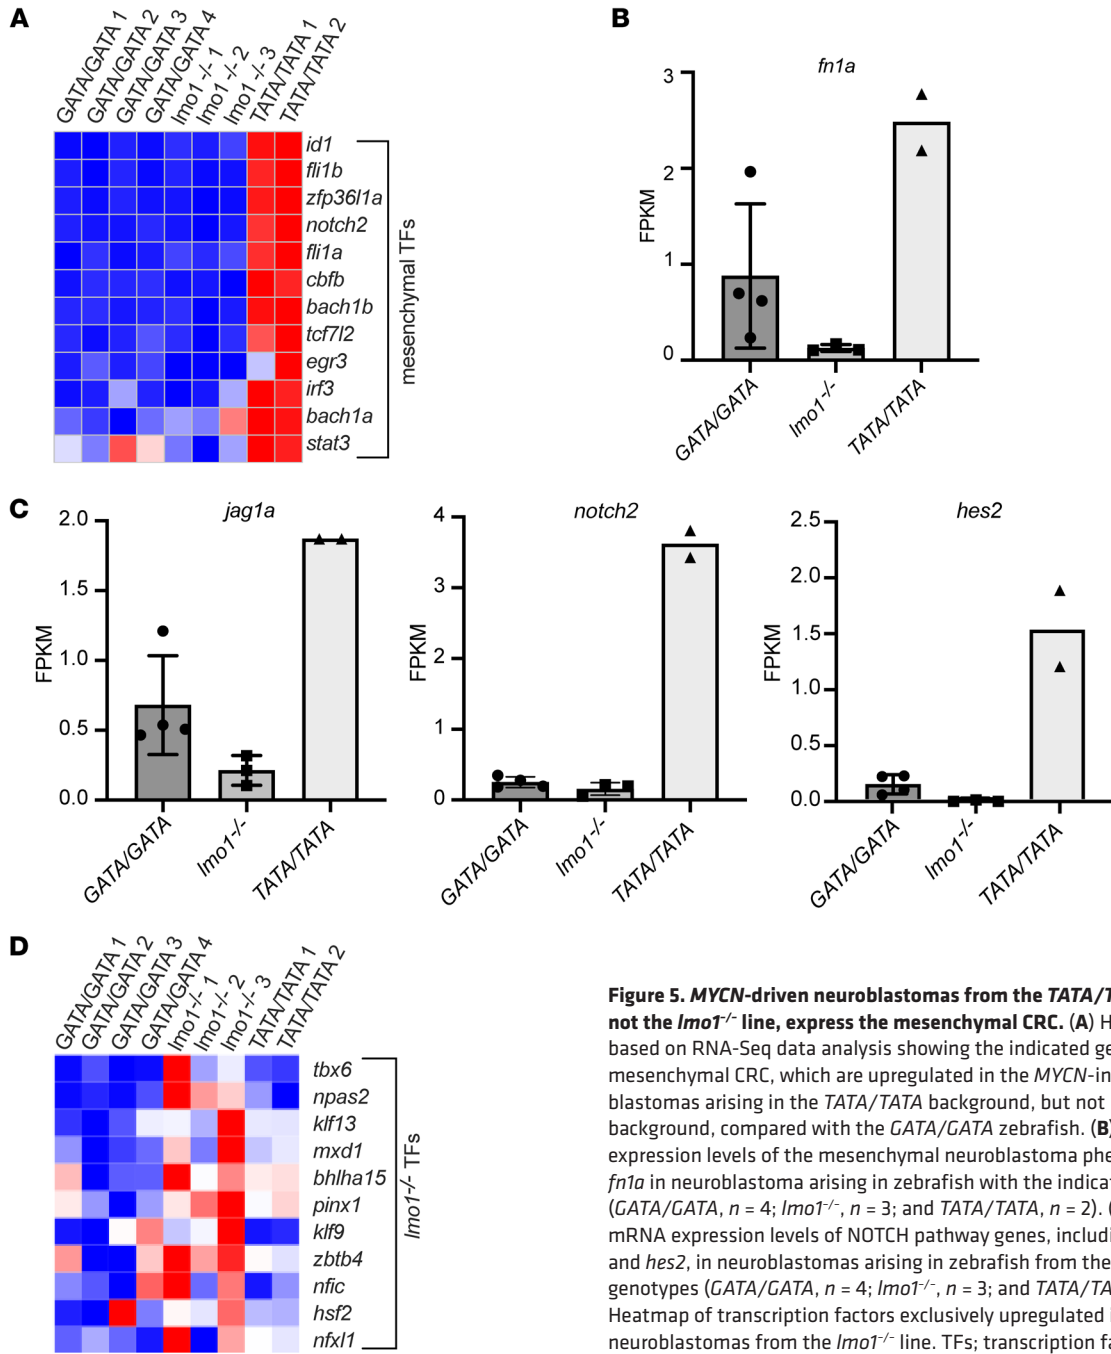 A
GATA/GATA 1
GATA/GATA 2
GATA/GATA 3
GATA/GATA 4
lmo1 -/- 1
lmo1 -/- 2
lmo1 -/- 3
TATA/TATA 1
TATA/TATA 2
id1
fli1b
zfp36l1a
notch2
fli1a
cbfb
bach1b
tcf7l2
egr3
irf3
bach1a
stat3
mesenchymal TFs
B
fn1a
FPKM
3
2
1
0
GATA/GATA
lmo1-/-
TATA/TATA
C
jag1a
FPKM
2.0
1.5
1.0
0.5
0.0
GATA/GATA
lmo1-/-
TATA/TATA
notch2
FPKM
4
3
2
1
0
GATA/GATA
lmo1-/-
TATA/TATA
hes2
FPKM
2.5
2.0
1.5
1.0
0.5
0.0
GATA/GATA
lmo1-/-
TATA/TATA
D
GATA/GATA 1
GATA/GATA 2
GATA/GATA 3
GATA/GATA 4
lmo1-/- 1
lmo1-/- 2
lmo1-/- 3
TATA/TATA 1
TATA/TATA 2
tbx6
npas2
klf13
mxd1
bhlha15
pinx1
klf9
zbtb4
nfic
hsf2
nfxl1
lmo1-/- TFs
Figure 5. MYCN-driven neuroblastomas from the TATA/T
not the lmo1-/- line, express the mesenchymal CRC. (A) H
based on RNA-Seq data analysis showing the indicated ge
mesenchymal CRC, which are upregulated in the MYCN-in
blastomas arising in the TATA/TATA background, but not
background, compared with the GATA/GATA zebrafish. (B)
expression levels of the mesenchymal neuroblastoma phe
fn1a in neuroblastoma arising in zebrafish with the indicat
(GATA/GATA, n = 4; lmo1-/-, n = 3; and TATA/TATA, n = 2). (
mRNA expression levels of NOTCH pathway genes, includi
and hes2, in neuroblastomas arising in zebrafish from the
genotypes (GATA/GATA, n = 4; lmo1-/-, n = 3; and TATA/TA
Heatmap of transcription factors exclusively upregulated i
neuroblastomas from the lmo1-/- line. TFs; transcription fa